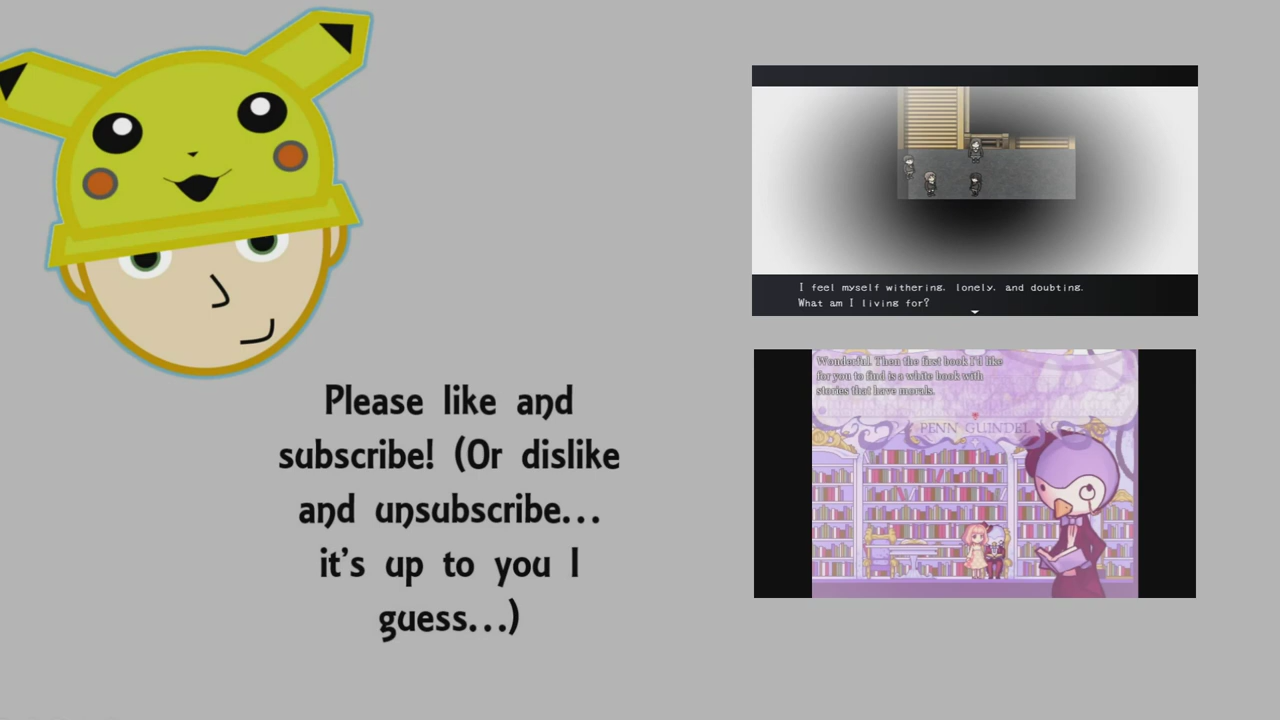 Please like and
subscribe! (Or dislike
and unsubscribe...
it's up to you I
guess...)
I feel myself withering, lonely, and doubting.
What am I living for?
Wonderful. Then the first book I'd like
for you to find is a white book with
stories that have morals.
PENN GUINDEL